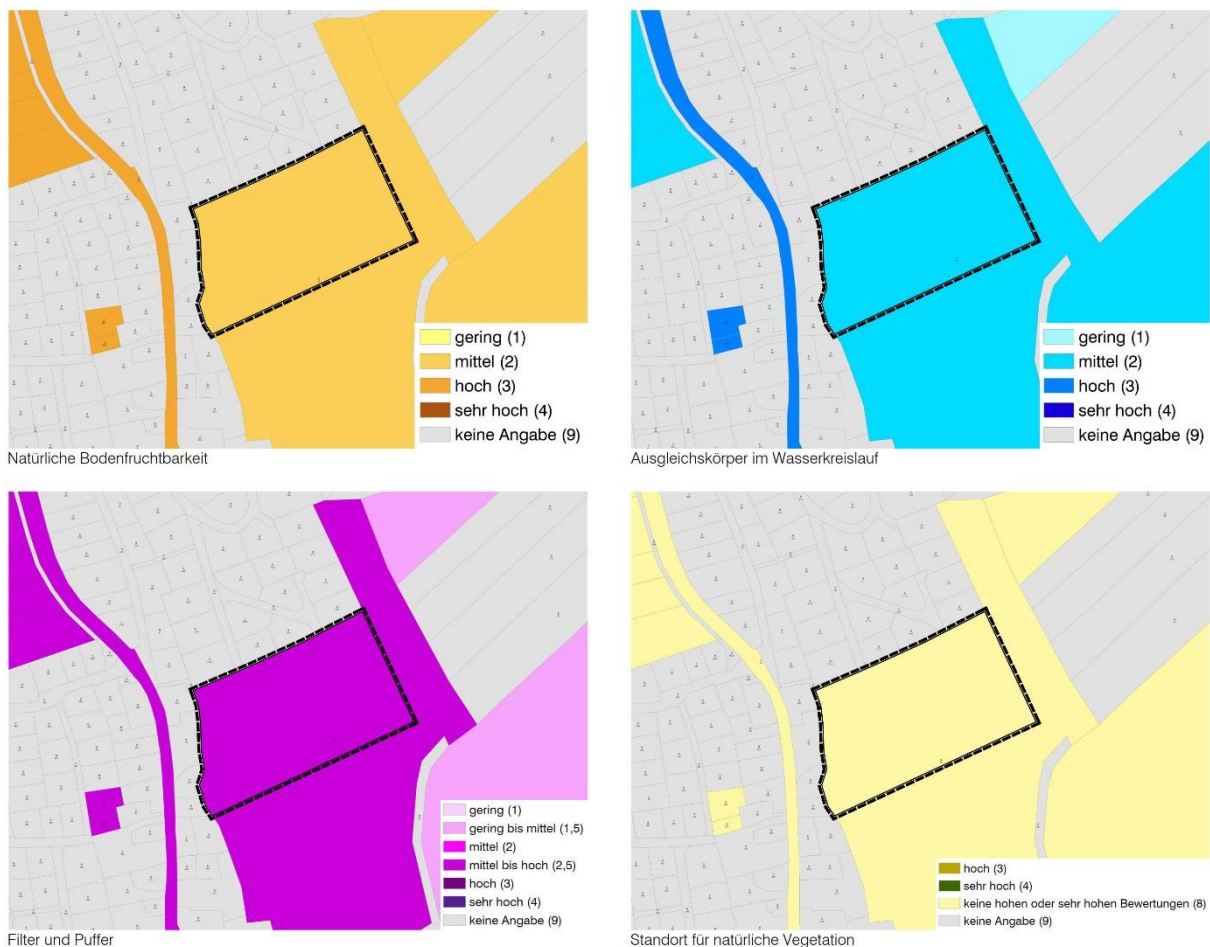 gering (1)
mittel (2)
hoch (3)
sehr hoch (4)
keine Angabe (9)
Natürliche Bodenfruchtbarkeit
gering (1)
mittel (2)
hoch (3)
sehr hoch (4)
keine Angabe (9)
Ausgleichskörper im Wasserkreislauf
gering (1)
gering bis mittel (1,5)
mittel (2)
mittel bis hoch (2,5)
hoch (3)
sehr hoch (4)
keine Angabe (9)
Filter und Puffer
hoch (3)
sehr hoch (4)
keine hohen oder sehr hohen Bewertungen (8)
keine Angabe (9)
Standort für natürliche Vegetation